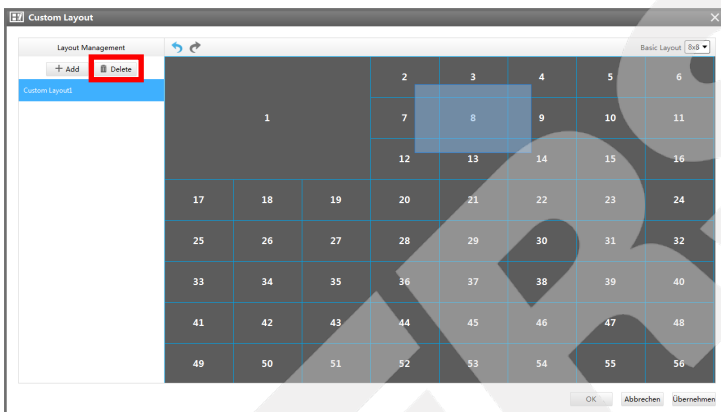 Custom Layout
Layout Management
Basic Layout 8x8
+ Add Delete
Custom Layout1
1
2 3 4 5 6
7 8 9 10 11
12 13 14 15 16
17 18 19 20 21 22 23 24
25 26 27 28 29 30 31 32
33 34 35 36 37 38 39 40
41 42 43 44 45 46 47 48
49 50 51 52 53 54 55 56
OK Abbrechen Übernehmen